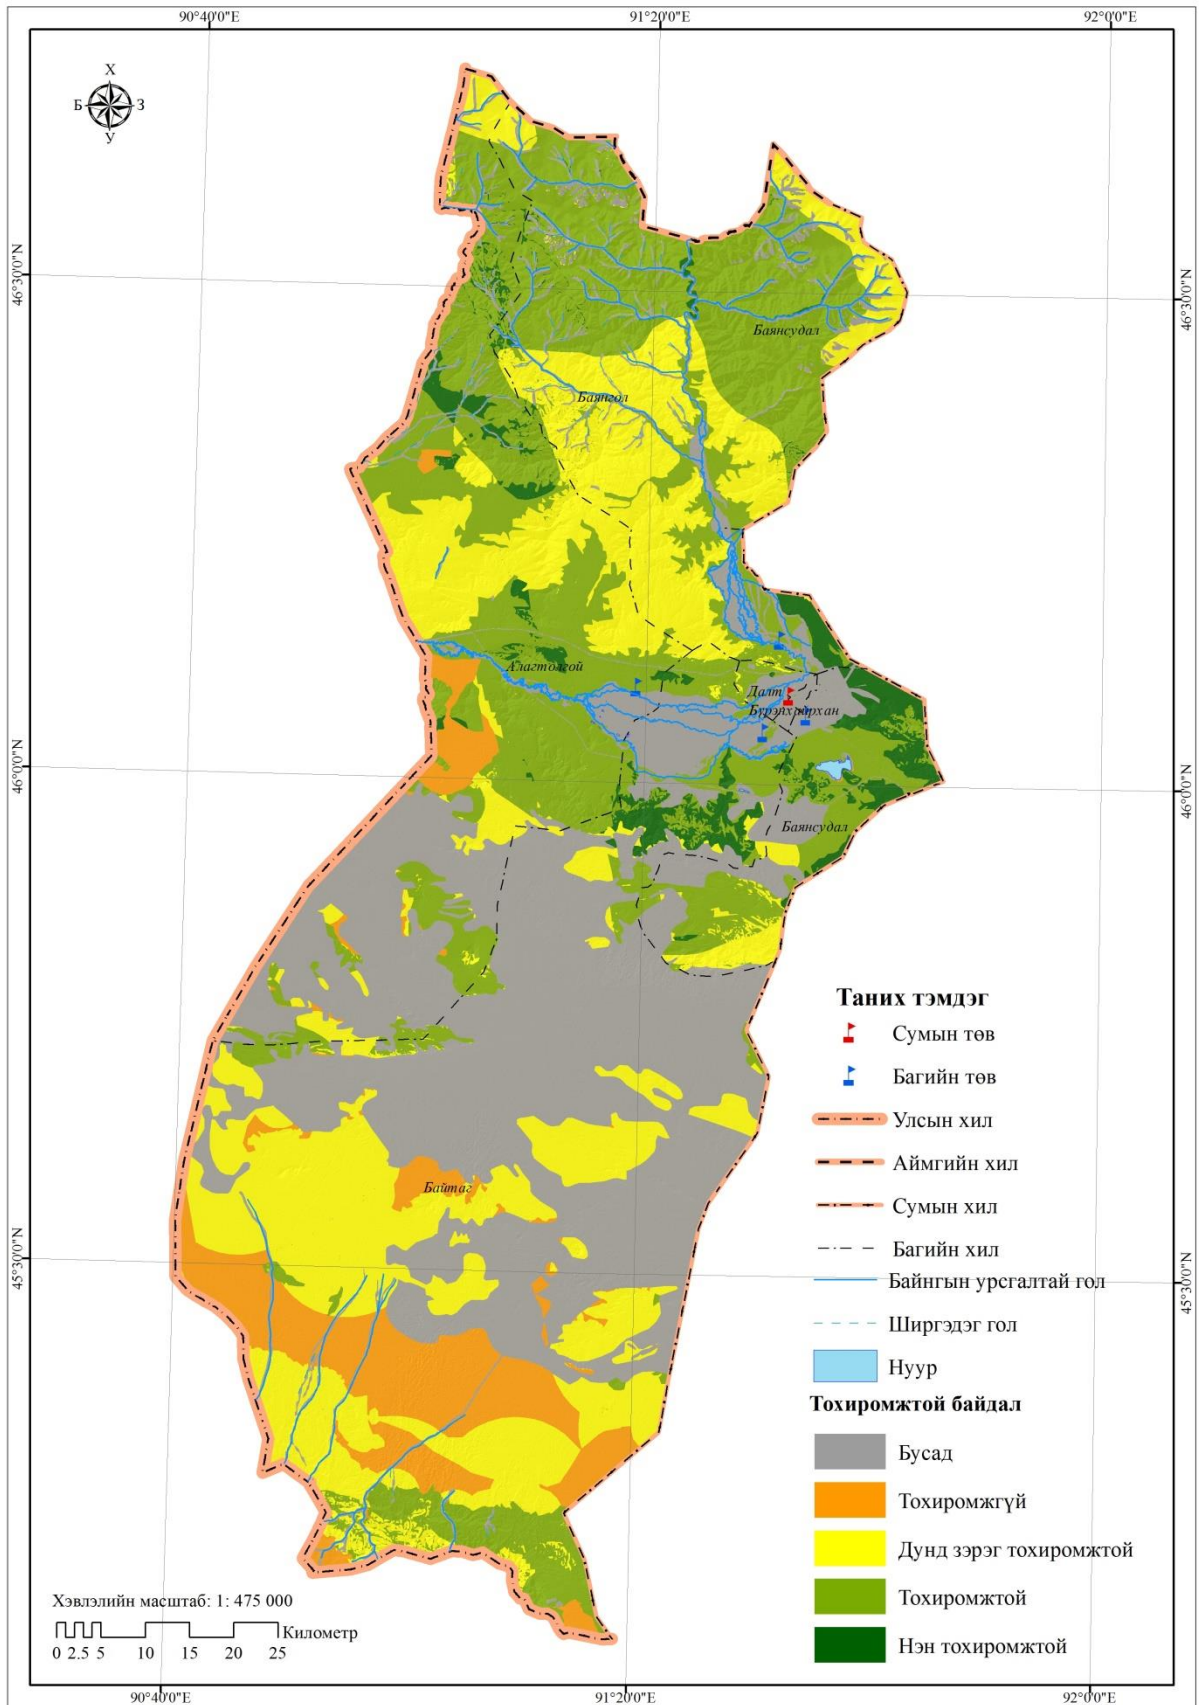 90°40'0"E
91°20'0"E
92°0'0"E
Х
Б
З
У
46°30'0"N
46°30'0"N
Баянсудал
Баянгол
Алагтолгой
Далт
Бүрэнхайрхан
46°0'0"N
46°0'0"N
Баянсудал
Байтаг
45°30'0"N
45°30'0"N
Таних тэмдэг
Сумын төв
Багийн төв
Улсын хил
Аймгийн хил
Сумын хил
Багийн хил
Байнгын урсгалтай гол
Ширгэдэг гол
Нуур
Тохиромжтой байдал
Бусад
Тохиромжгүй
Дунд зэрэг тохиромжтой
Тохиромжтой
Нэн тохиромжтой
Хэвлэлийн масштаб: 1: 475 000
Километр
0 2.5 5 10 15 20 25
90°40'0"E
91°20'0"E
92°0'0"E